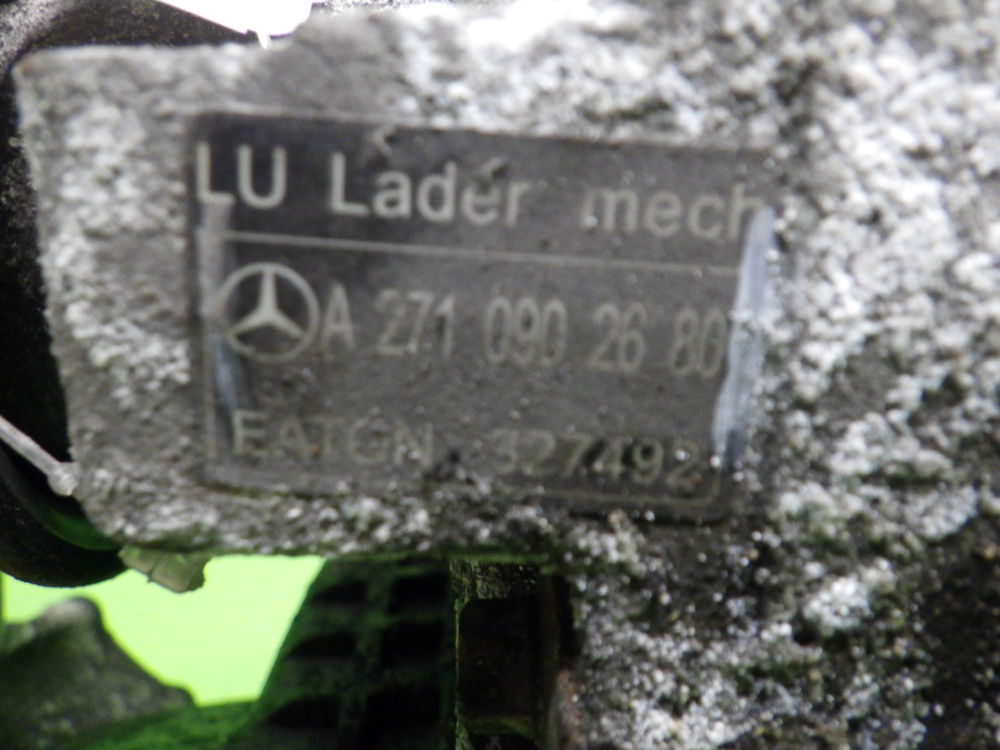 LU Lader mech
A 271 090 26 80
EATON 327492